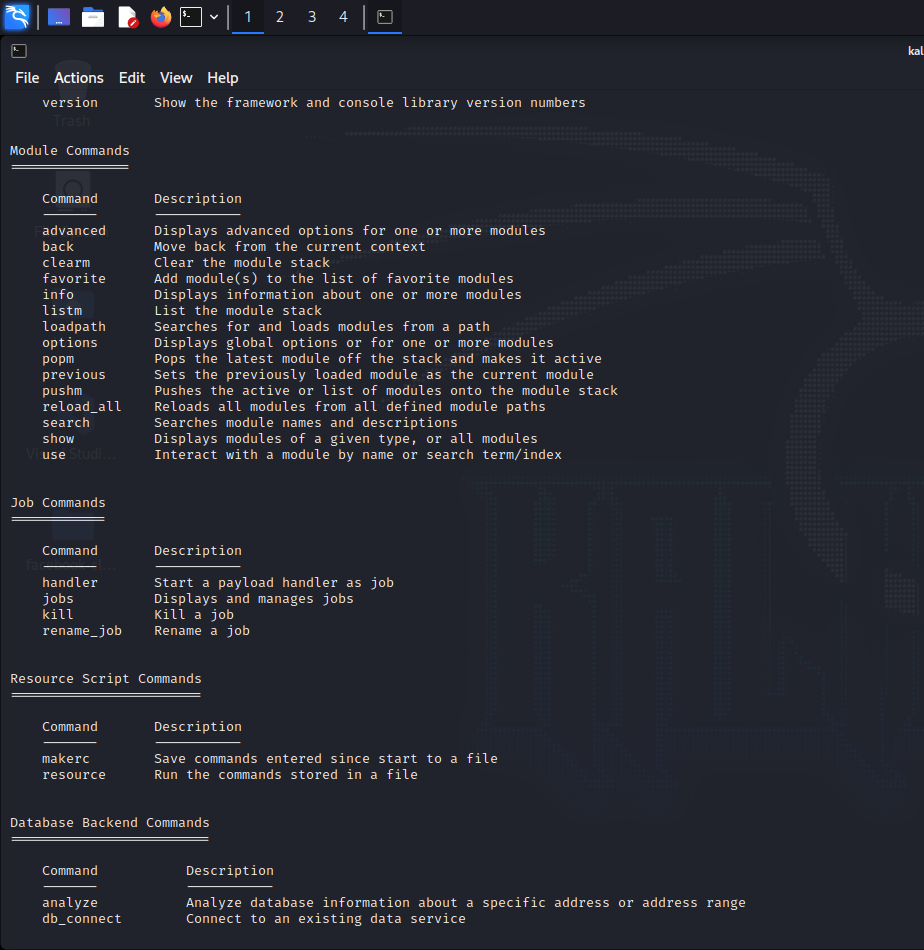 1 2 3 4
kal
File Actions Edit View Help
version Show the framework and console library version numbers
Trash
Module Commands
Command Description
advanced Displays advanced options for one or more modules
back Move back from the current context
clearm Clear the module stack
favorite Add module(s) to the list of favorite modules
info Displays information about one or more modules
listm List the module stack
loadpath Searches for and loads modules from a path
options Displays global options or for one or more modules
popm Pops the latest module off the stack and makes it active
previous Sets the previously loaded module as the current module
pushm Pushes the active or list of modules onto the module stack
reload_all Reloads all modules from all defined module paths
search Searches module names and descriptions
show Displays modules of a given type, or all modules
use Interact with a module by name or search term/index
Job Commands
Command Description
handler Start a payload handler as job
jobs Displays and manages jobs
kill Kill a job
rename_job Rename a job
Resource Script Commands
Command Description
makerc Save commands entered since start to a file
resource Run the commands stored in a file
Database Backend Commands
Command Description
analyze Analyze database information about a specific address or address range
db_connect Connect to an existing data service